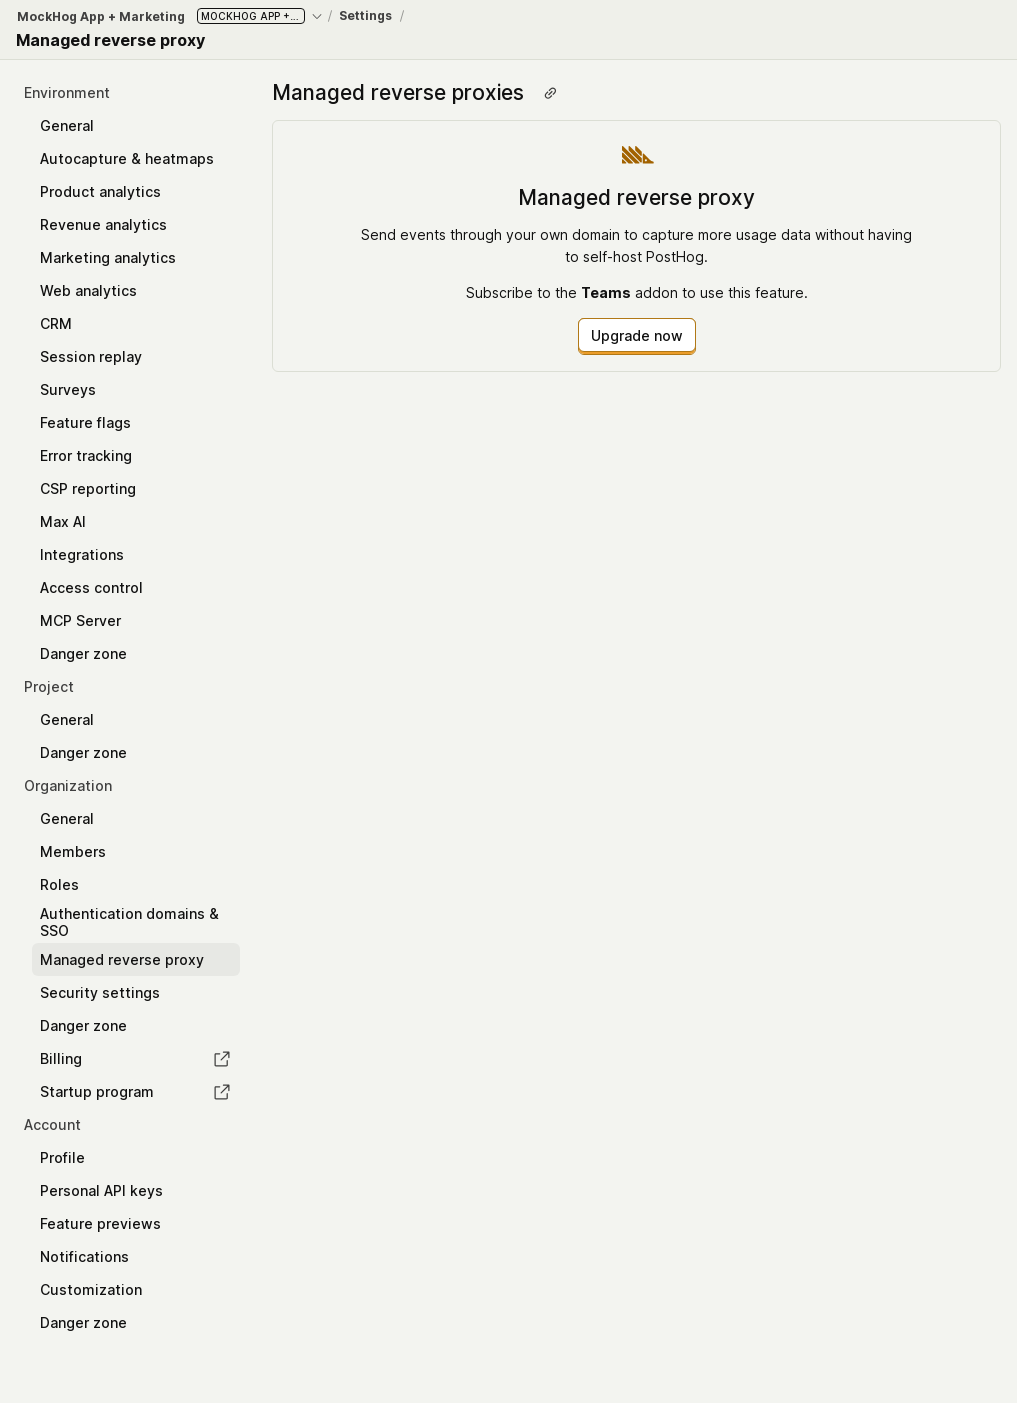 MockHog App + Marketing MOCKHOG APP +... / Settings /
Managed reverse proxy
Environment
General
Autocapture & heatmaps
Product analytics
Revenue analytics
Marketing analytics
Web analytics
CRM
Session replay
Surveys
Feature flags
Error tracking
CSP reporting
Max AI
Integrations
Access control
MCP Server
Danger zone
Project
General
Danger zone
Organization
General
Members
Roles
Authentication domains &
SSO
Managed reverse proxy
Security settings
Danger zone
Billing
Startup program
Account
Profile
Personal API keys
Feature previews
Notifications
Customization
Danger zone
Managed reverse proxies
Managed reverse proxy
Send events through your own domain to capture more usage data without having
to self-host PostHog.
Subscribe to the Teams addon to use this feature.
Upgrade now